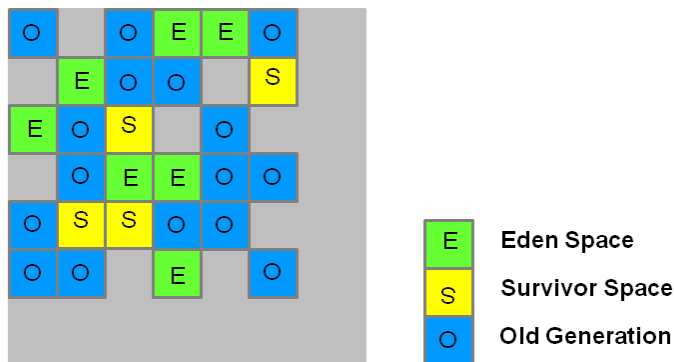 O O E E O
E O O S
E O S O
O E E O O
O S S O O
O O E O
E Eden Space
S Survivor Space
O Old Generation